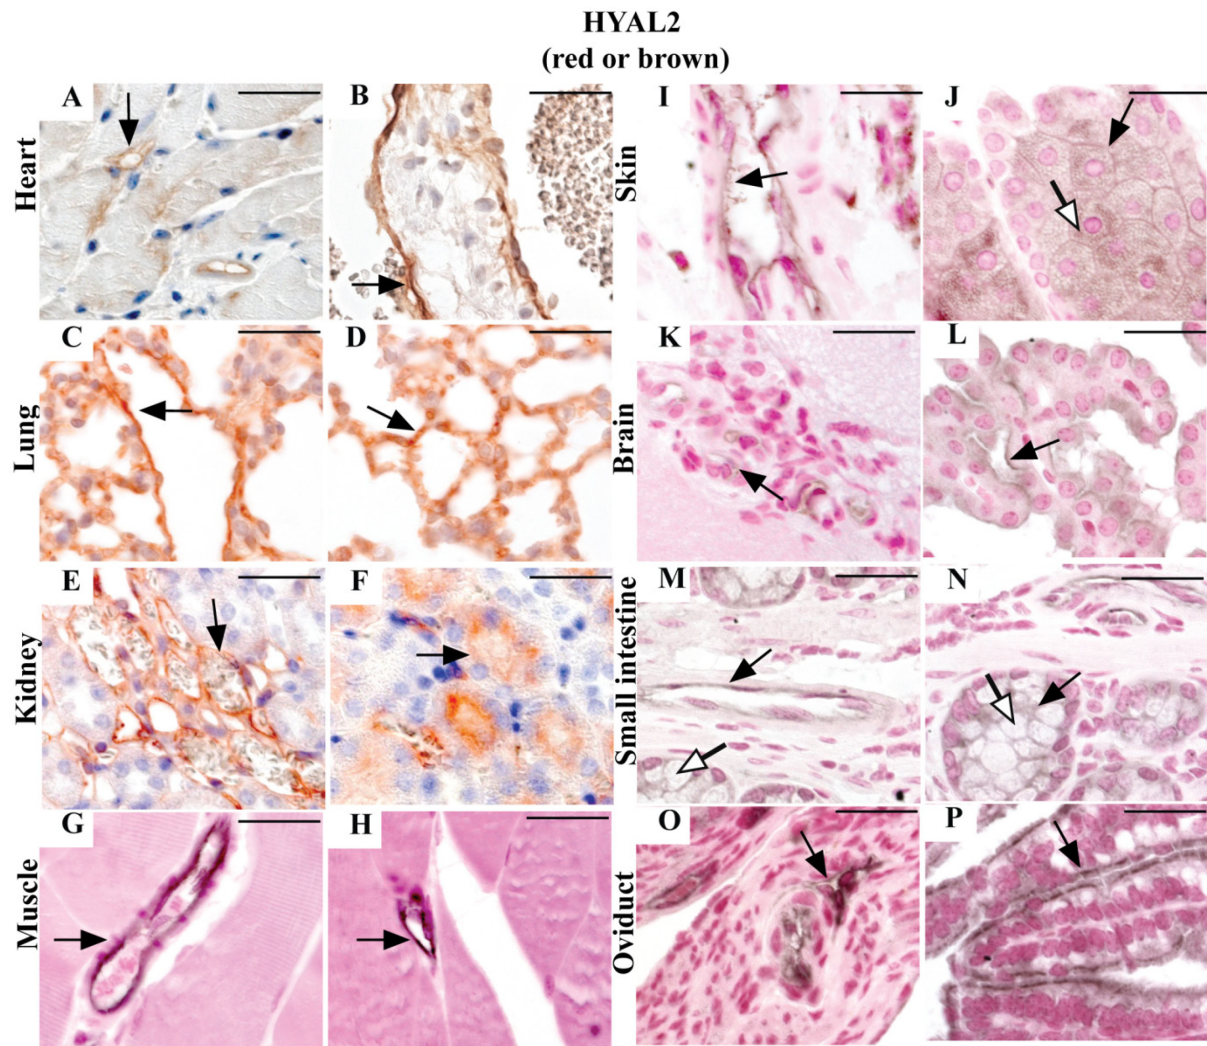 HYAL2
(red or brown)
A
B
I
J
Heart
Skin
C
D
K
L
Lung
Brain
E
F
M
N
Kidney
Small intestine
G
H
O
P
Muscle
Oviduct